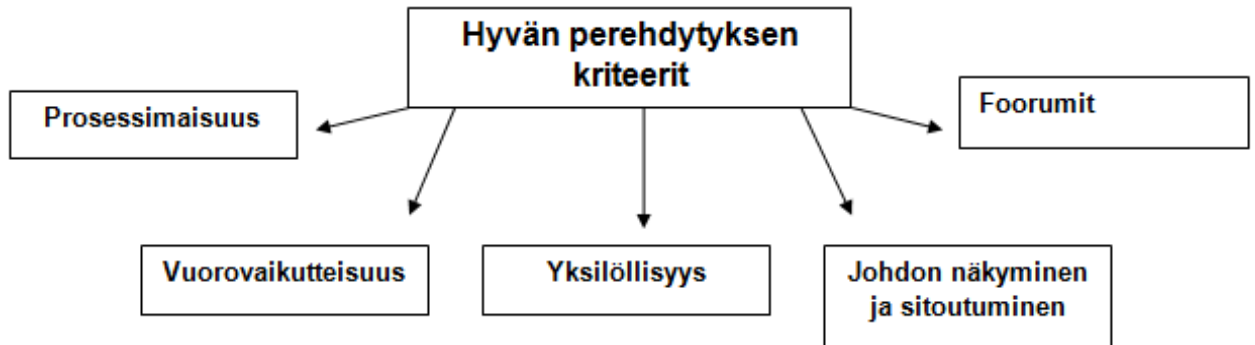 Hyvän perehdytyksen
kriteerit
Prosessimaisuus
Foorumit
Vuorovaikutteisuus
Yksilöllisyys
Johdon näkyminen
ja sitoutuminen